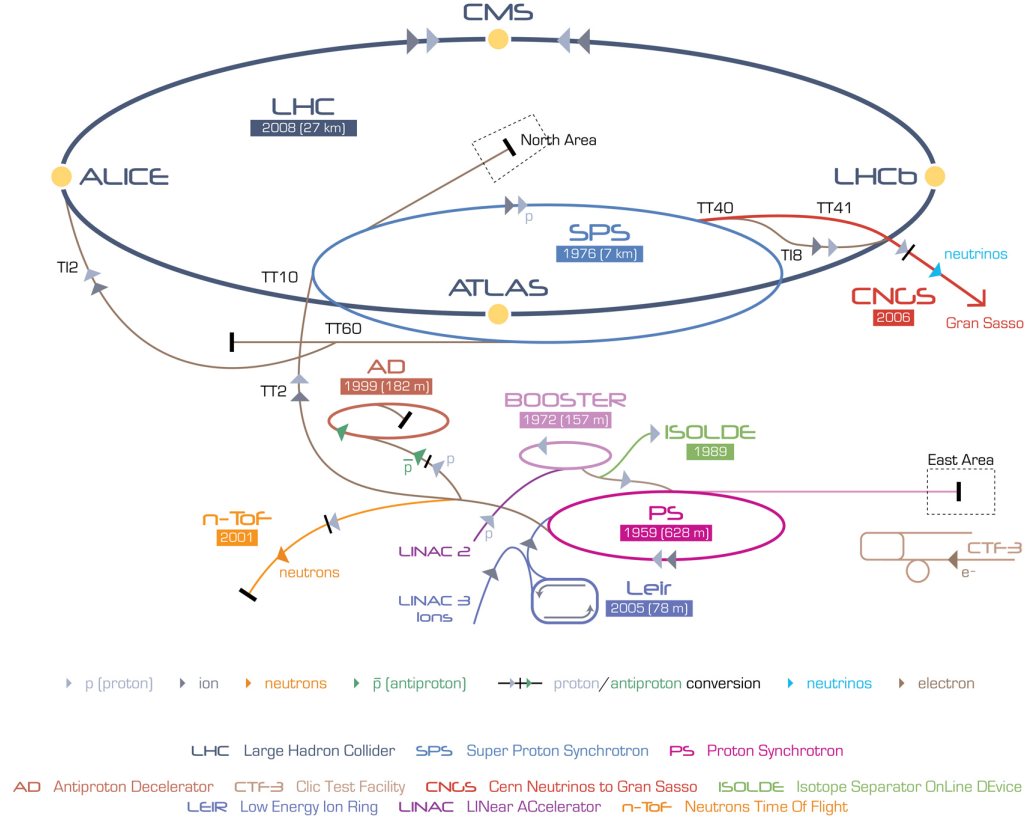 CMS
LHC
2008 (27 km)
North Area
ALICE
LHCb
TT40
TT41
p
SPS
1976 (7 km)
TI8
neutrinos
TI2
TT10
ATLAS
CNGS
2006
Gran Sasso
TT60
AD
1999 (182 m)
TT2
BOOSTER
1972 (157 m)
ISOLDE
1989
p̅
p
East Area
n-ToF
2001
PS
1959 (628 m)
LINAC 2
p
CTF-3
e-
neutrons
LINAC 3
Ions
Leir
2005 (78 m)
p (proton) ion neutrons p̅ (antiproton) proton/antiproton conversion neutrinos electron
LHC Large Hadron Collider SPS Super Proton Synchrotron PS Proton Synchrotron
AD Antiproton Decelerator CTF-3 Clic Test Facility CNGS Cern Neutrinos to Gran Sasso ISOLDE Isotope Separator OnLine DEvice
LEIR Low Energy Ion Ring LINAC LINear ACcelerator n-ToF Neutrons Time Of Flight